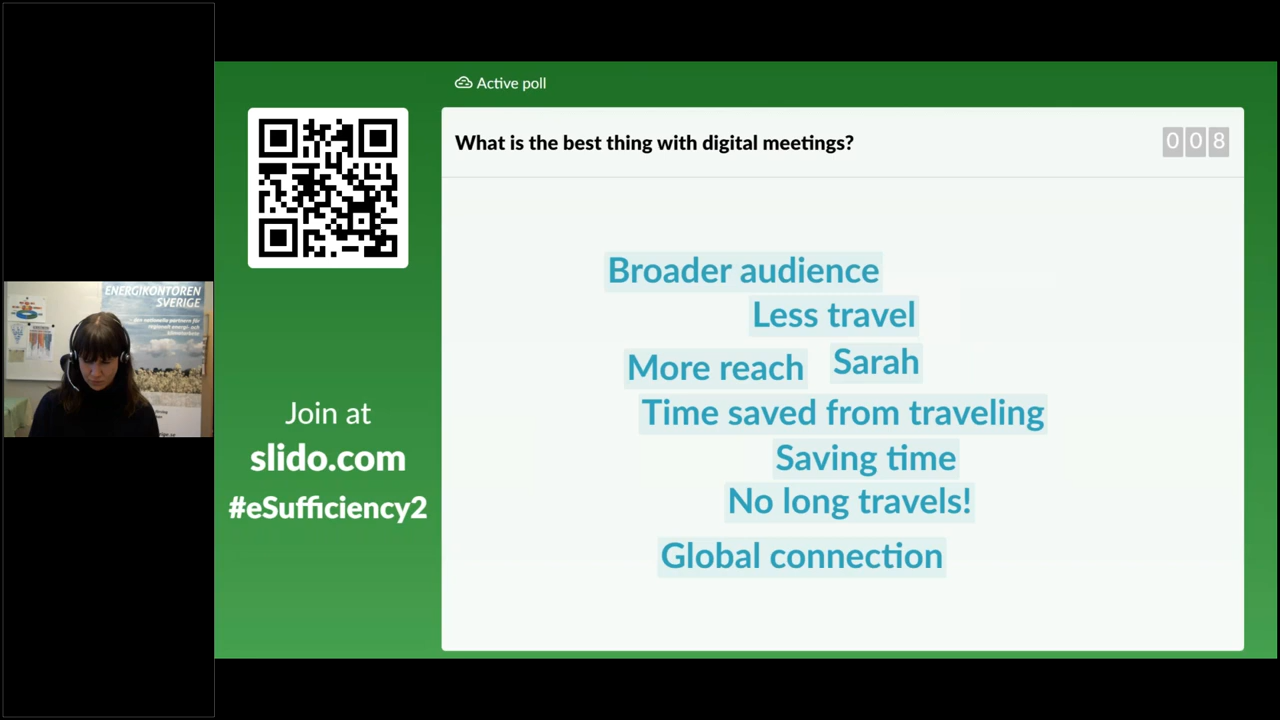 Active poll
What is the best thing with digital meetings?
008
Broader audience
Less travel
More reach
Sarah
Time saved from traveling
Saving time
No long travels!
Global connection
Join at
slido.com
#eSufficiency2
ENERGIKONTOREN
SVERIGE